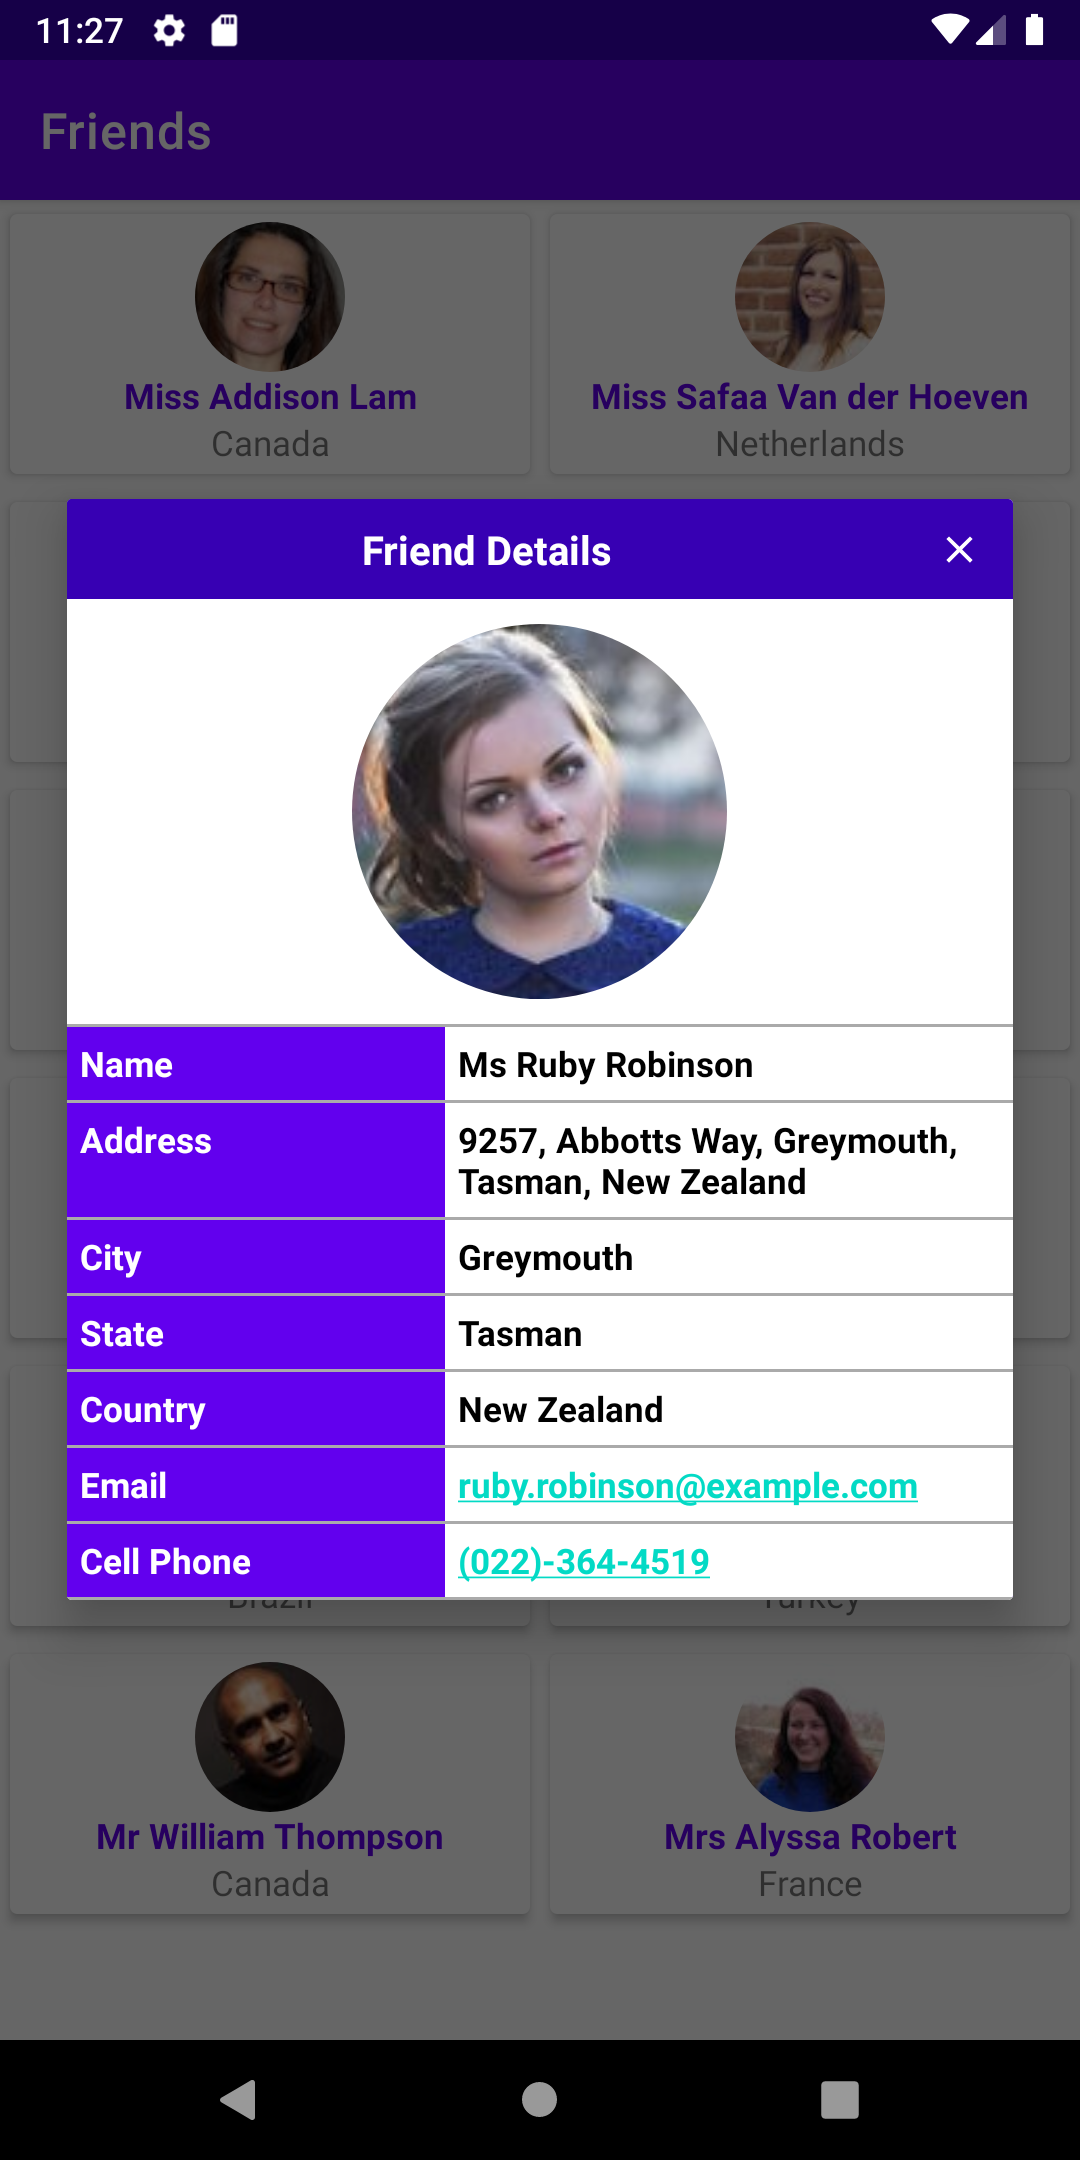 11:27
Friends
Miss Addison Lam
Canada
Miss Safaa Van der Hoeven
Netherlands
Friend Details
Name
Ms Ruby Robinson
Address
9257, Abbotts Way, Greymouth,
Tasman, New Zealand
City
Greymouth
State
Tasman
Country
New Zealand
Email
ruby.robinson@example.com
Cell Phone
(022)-364-4519
Brazil
Turkey
Mr William Thompson
Canada
Mrs Alyssa Robert
France